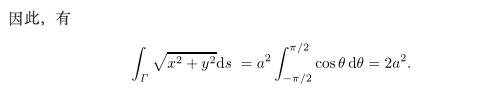 因此，有
∫_Γ √(x² + y²) ds = a² ∫_{-π/2}^{π/2} cos θ dθ = 2a².